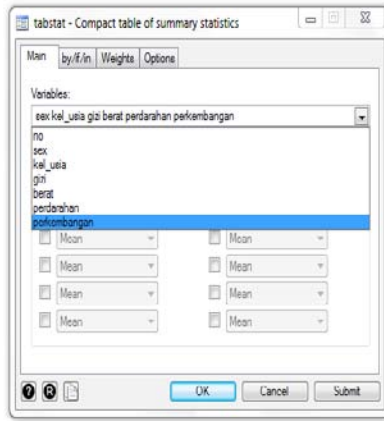 tabstat - Compact table of summary statistics
Main by/if/in Weights Options
Variables:
sex kel_usia gizi berat perdarahan perkembangan
no
sex
kel_usia
gizi
berat
perdarahan
perkembangan
Mean Mean
Mean Mean
Mean Mean
Mean Mean
OK Cancel Submit